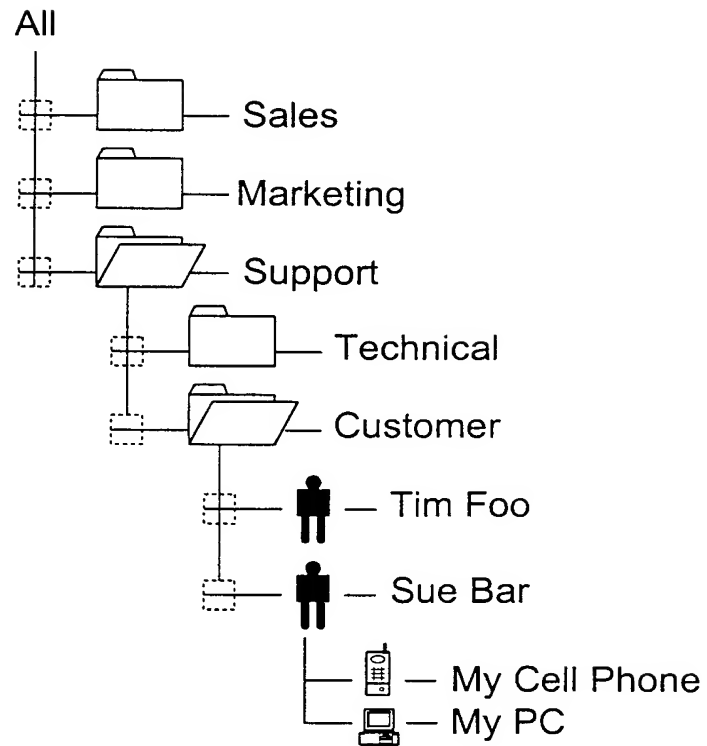 All
Sales
Marketing
Support
Technical
Customer
Tim Foo
Sue Bar
My Cell Phone
My PC